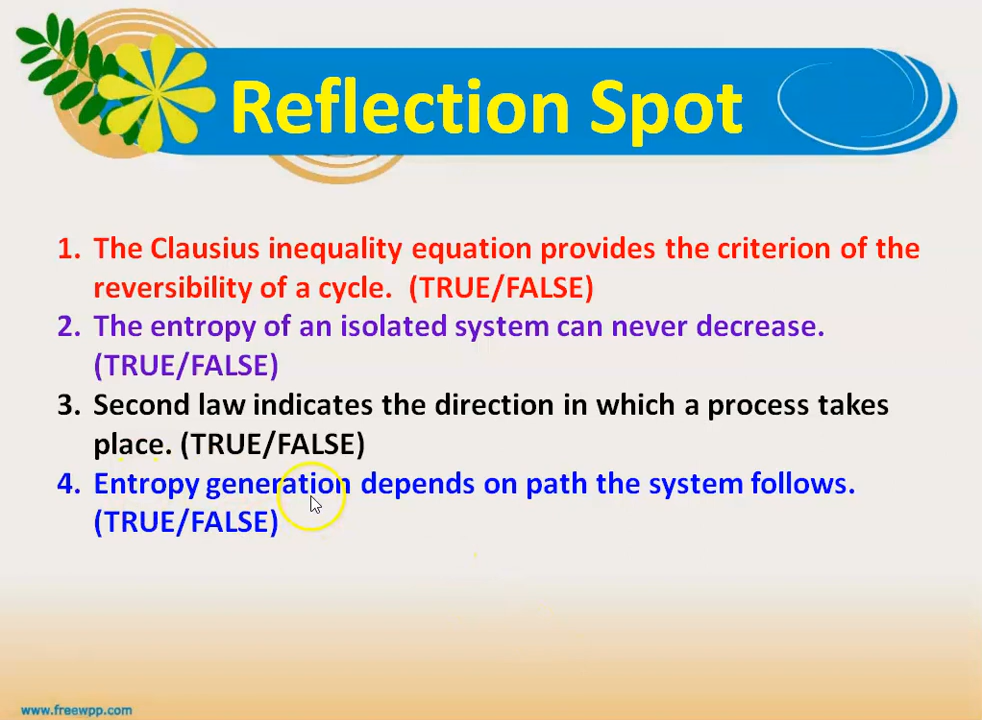 Reflection Spot
1. The Clausius inequality equation provides the criterion of the
reversibility of a cycle. (TRUE/FALSE)
2. The entropy of an isolated system can never decrease.
(TRUE/FALSE)
3. Second law indicates the direction in which a process takes
place. (TRUE/FALSE)
4. Entropy generation depends on path the system follows.
(TRUE/FALSE)
www.freewpp.com